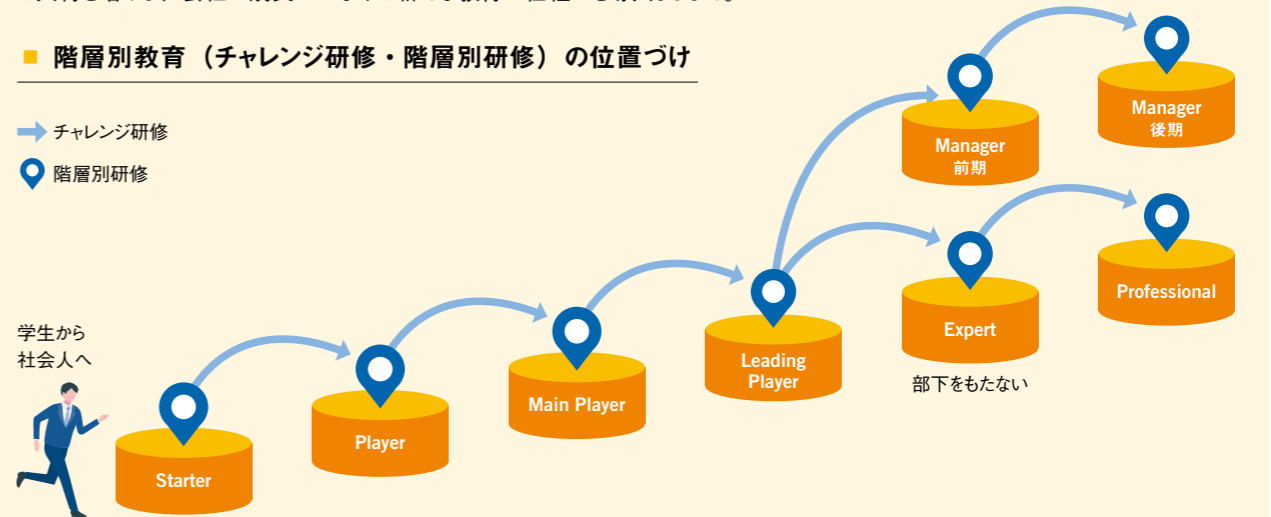 ■ 階層別教育（チャレンジ研修・階層別研修）の位置づけ
チャレンジ研修
階層別研修
学生から
社会人へ
Starter
Player
Main Player
Leading
Player
Manager
前期
Manager
後期
Expert
部下をもたない
Professional